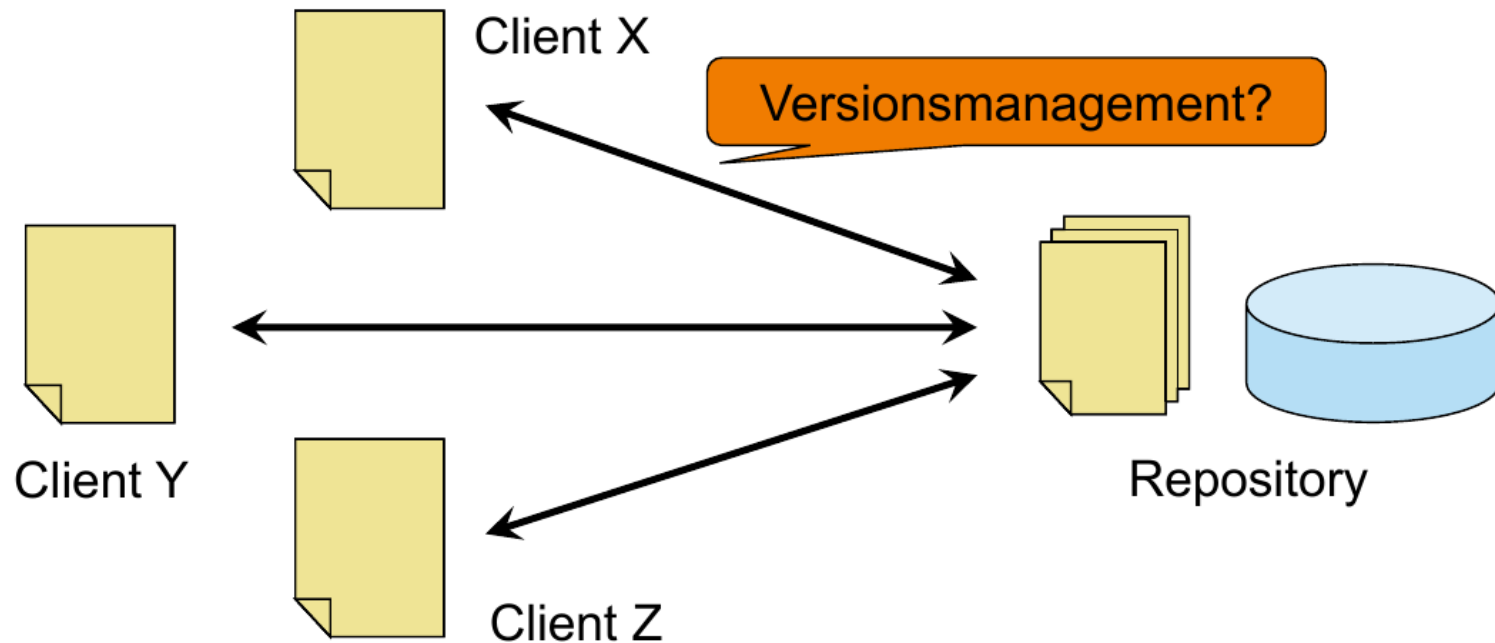 Client X
Versionsmanagement?
Client Y
Repository
Client Z